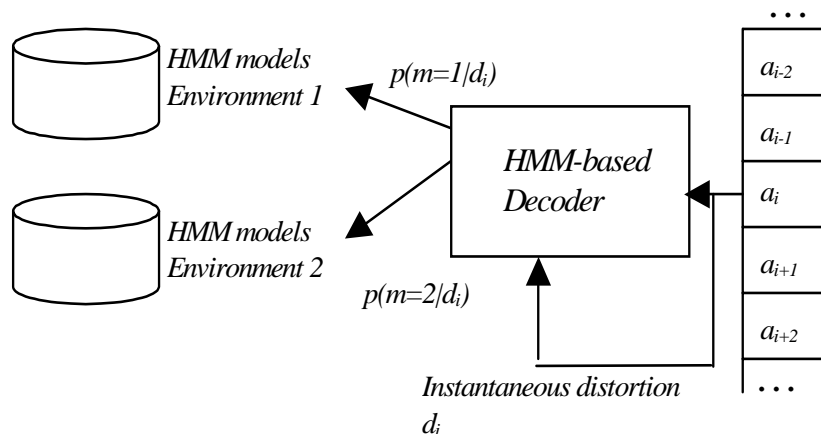 ...
HMM models
Environment 1
p(m=1/dᵢ)
aᵢ₋₂
aᵢ₋₁
HMM-based
Decoder
aᵢ
HMM models
Environment 2
p(m=2/dᵢ)
aᵢ₊₁
aᵢ₊₂
Instantaneous distortion
dᵢ
...